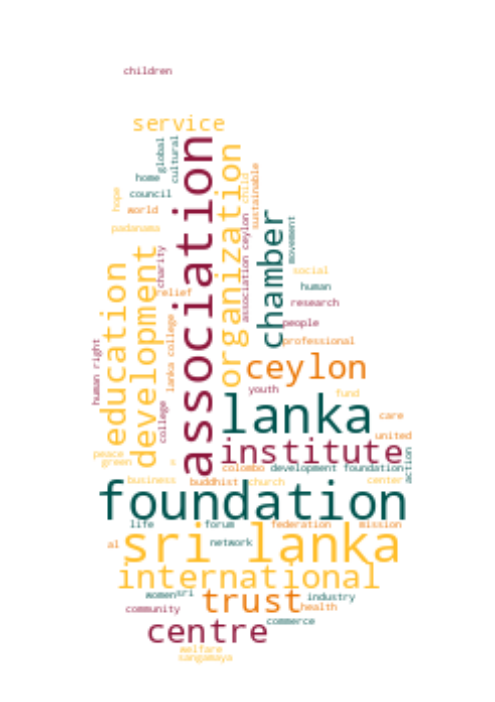 children
service
global
cultural
association
organization
home
council
hope
world
padanama
child
sustainable
chamber
movement
association ceylon
charity
relief
social
human
research
people
professional
education
development
lanka college
human right
college
ceylon
youth
fund
lanka
care
united
institute
peace
green
s
colombo
development foundation
action
business
buddhist
church
center
foundation
life
forum
federation
mission
al
sri lanka
network
international
women
sri
trust
industry
health
community
commerce
centre
welfare
sangamaya